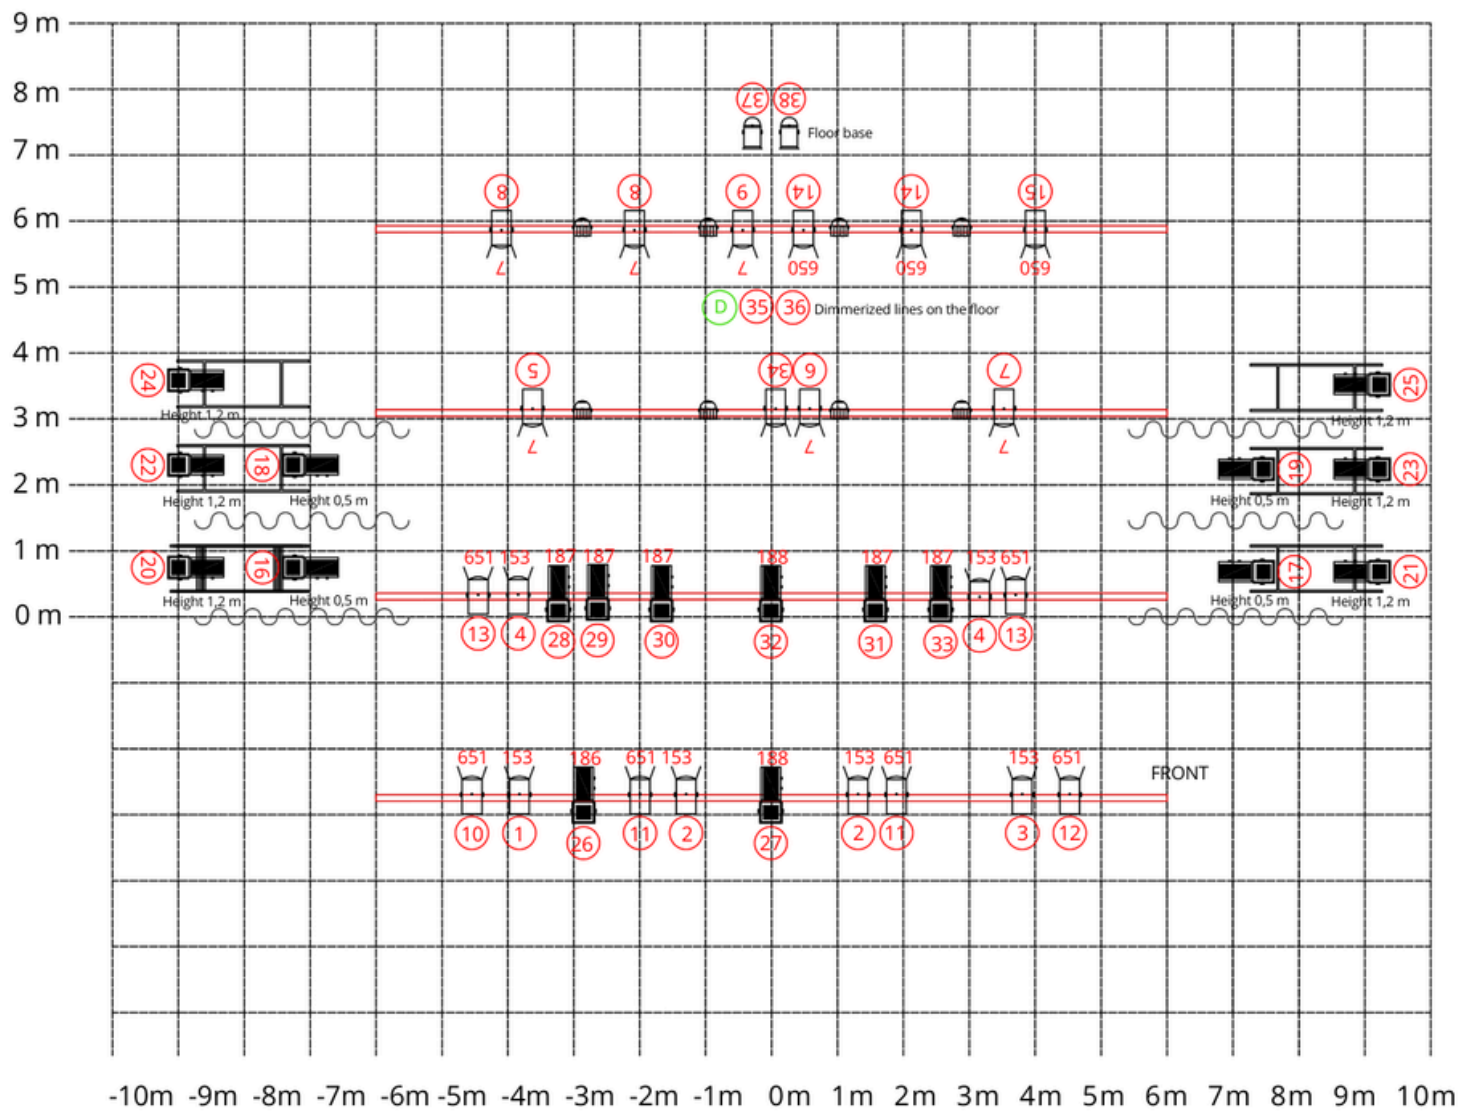 9 m
8 m
37 38
Floor base
7 m
8 8 9 14 14 15
6 m
7 7 7 650 650 650
5 m
D 35 36 Dimmerized lines on the floor
4 m
5 34 6 7
24 25
Height 1,2 m Height 1,2 m
3 m
7 7 7
22 18 19 23
2 m
Height 1,2 m Height 0,5 m Height 0,5 m Height 1,2 m
1 m
651 153 187 187 187 188 187 187 153 651
20 16 17 21
Height 1,2 m Height 0,5 m Height 0,5 m Height 1,2 m
0 m
13 4 28 29 30 32 31 33 4 13
651 153 186 651 153 188 153 651 153 651
FRONT
10 1 26 11 2 27 2 11 3 12
-10m -9m -8m -7m -6m -5m -4m -3m -2m -1m 0m 1m 2m 3m 4m 5m 6m 7m 8m 9m 10m